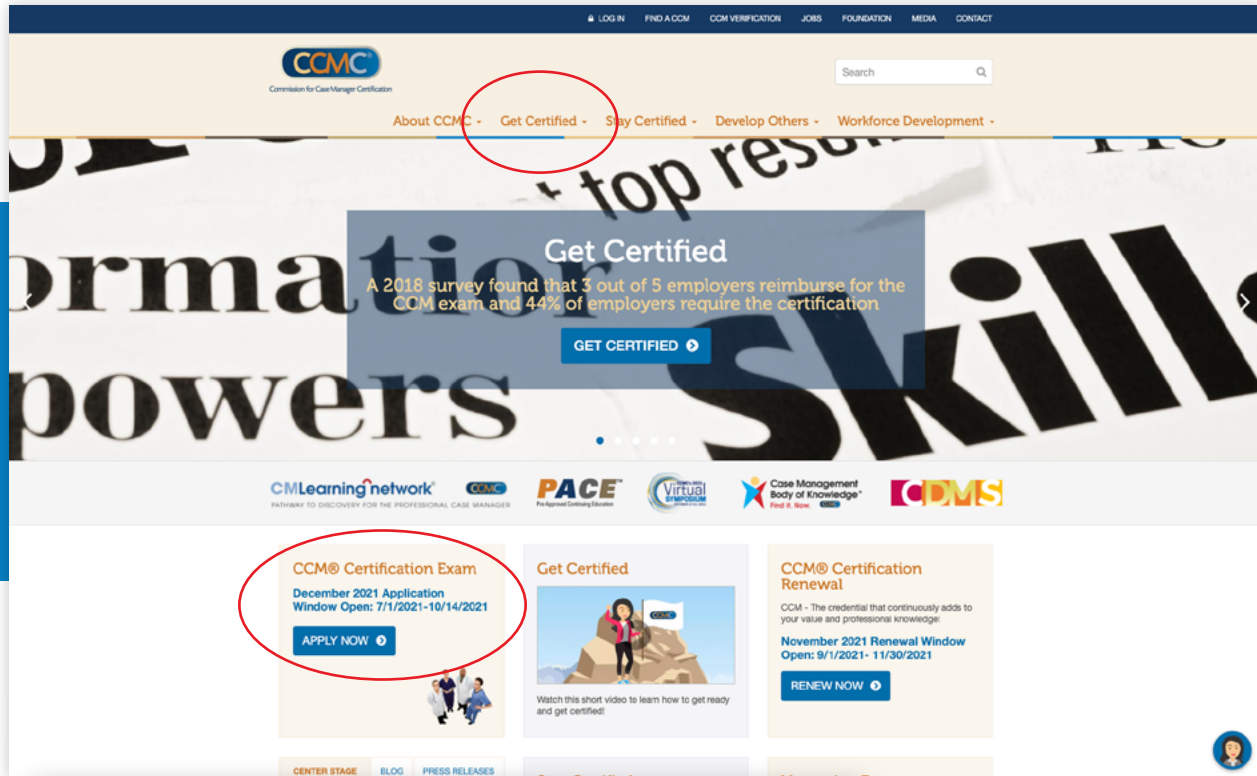 LOG IN FIND A CCM CCM VERIFICATION JOBS FOUNDATION MEDIA CONTACT
CCMC®
Commission for Case Manager Certification
Search
About CCMC - Get Certified - Stay Certified - Develop Others - Workforce Development -
top resu
ormation
Skill
powers
Get Certified
A 2018 survey found that 3 out of 5 employers reimburse for the
CCM exam and 44% of employers require the certification
GET CERTIFIED
CMLearning network®
CCMC
PATHWAY TO DISCOVERY FOR THE PROFESSIONAL CASE MANAGER
PACE™
Pre-Approved Continuing Education
Virtual
SYMPOSIUM
Case Management
Body of Knowledge®
Find It. Now. CCMC
CDMS
CCM® Certification Exam
December 2021 Application
Window Open: 7/1/2021-10/14/2021
APPLY NOW
Get Certified
CCMC
Watch this short video to learn how to get ready
and get certified!
CCM® Certification
Renewal
CCM - The credential that continuously adds to
your value and professional knowledge:
November 2021 Renewal Window
Open: 9/1/2021- 11/30/2021
RENEW NOW
CENTER STAGE BLOG PRESS RELEASES